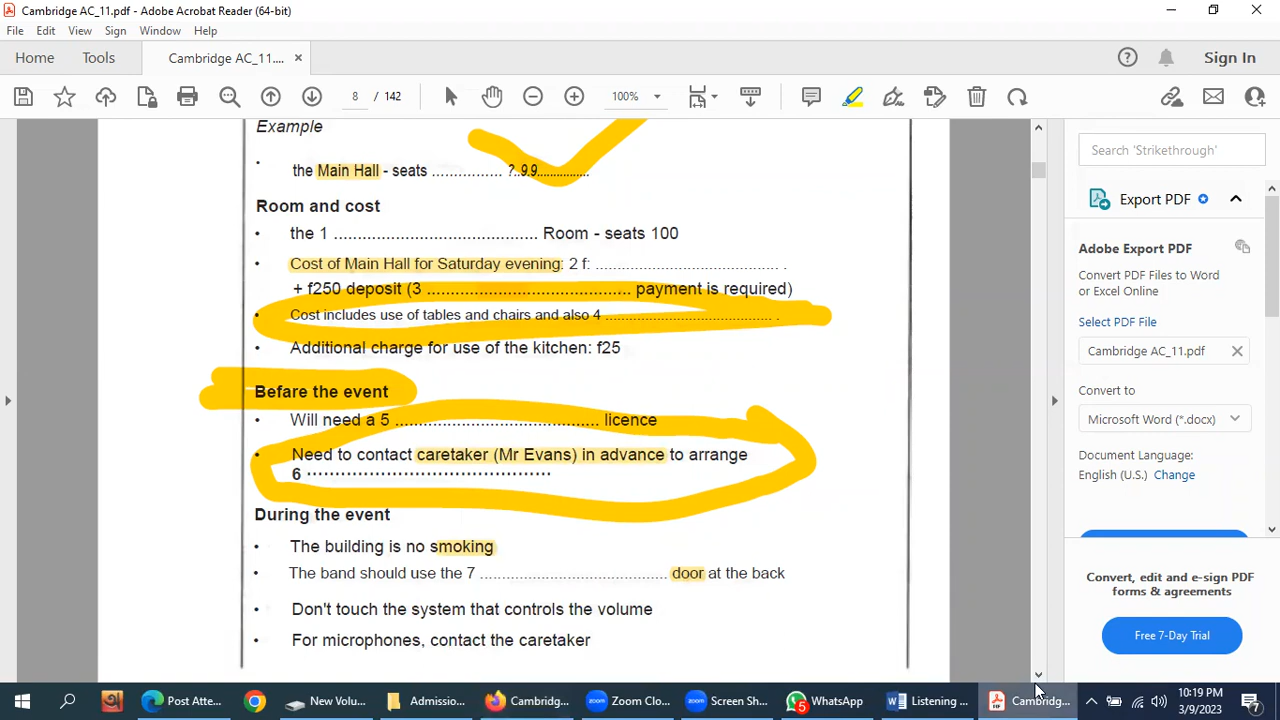 Cambridge AC_11.pdf - Adobe Acrobat Reader (64-bit)
File Edit View Sign Window Help
Home Tools Cambridge AC_11.... × Sign In
8 / 142 100%
Example
• the Main Hall - seats ................ ?..9.9...............
Room and cost
• the 1 .......................................... Room - seats 100
• Cost of Main Hall for Saturday evening: 2 f: ......................................... .
+ f250 deposit (3 .......................................... payment is required)
• Cost includes use of tables and chairs and also 4 ......................................... .
• Additional charge for use of the kitchen: f25
Befare the event
• Will need a 5 .......................................... licence
• Need to contact caretaker (Mr Evans) in advance to arrange
6 ..........................................
During the event
• The building is no smoking
• The band should use the 7 .......................................... door at the back
• Don't touch the system that controls the volume
• For microphones, contact the caretaker
Search 'Strikethrough'
Export PDF
Adobe Export PDF
Convert PDF Files to Word
or Excel Online
Select PDF File
Cambridge AC_11.pdf
Convert to
Microsoft Word (*.docx)
Document Language:
English (U.S.) Change
Convert, edit and e-sign PDF
forms & agreements
Free 7-Day Trial
Post Atte... New Volu... Admissio... Cambridg... Zoom Clo... Screen Sh... 5 WhatsApp Listening ... Cambridg...
10:19 PM
3/9/2023
7